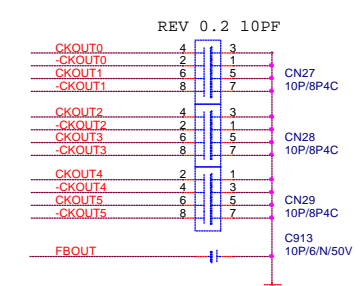 REV 0.2 10PF
CKOUT0 4 3
-CKOUT0 2 1
CKOUT1 6 5 CN27
-CKOUT1 8 7 10P/8P4C
CKOUT2 4 3
-CKOUT2 2 1
CKOUT3 6 5 CN28
-CKOUT3 8 7 10P/8P4C
CKOUT4 2 1
-CKOUT4 4 3
CKOUT5 6 5 CN29
-CKOUT5 8 7 10P/8P4C
C913
FBOUT 10P/6/N/50V